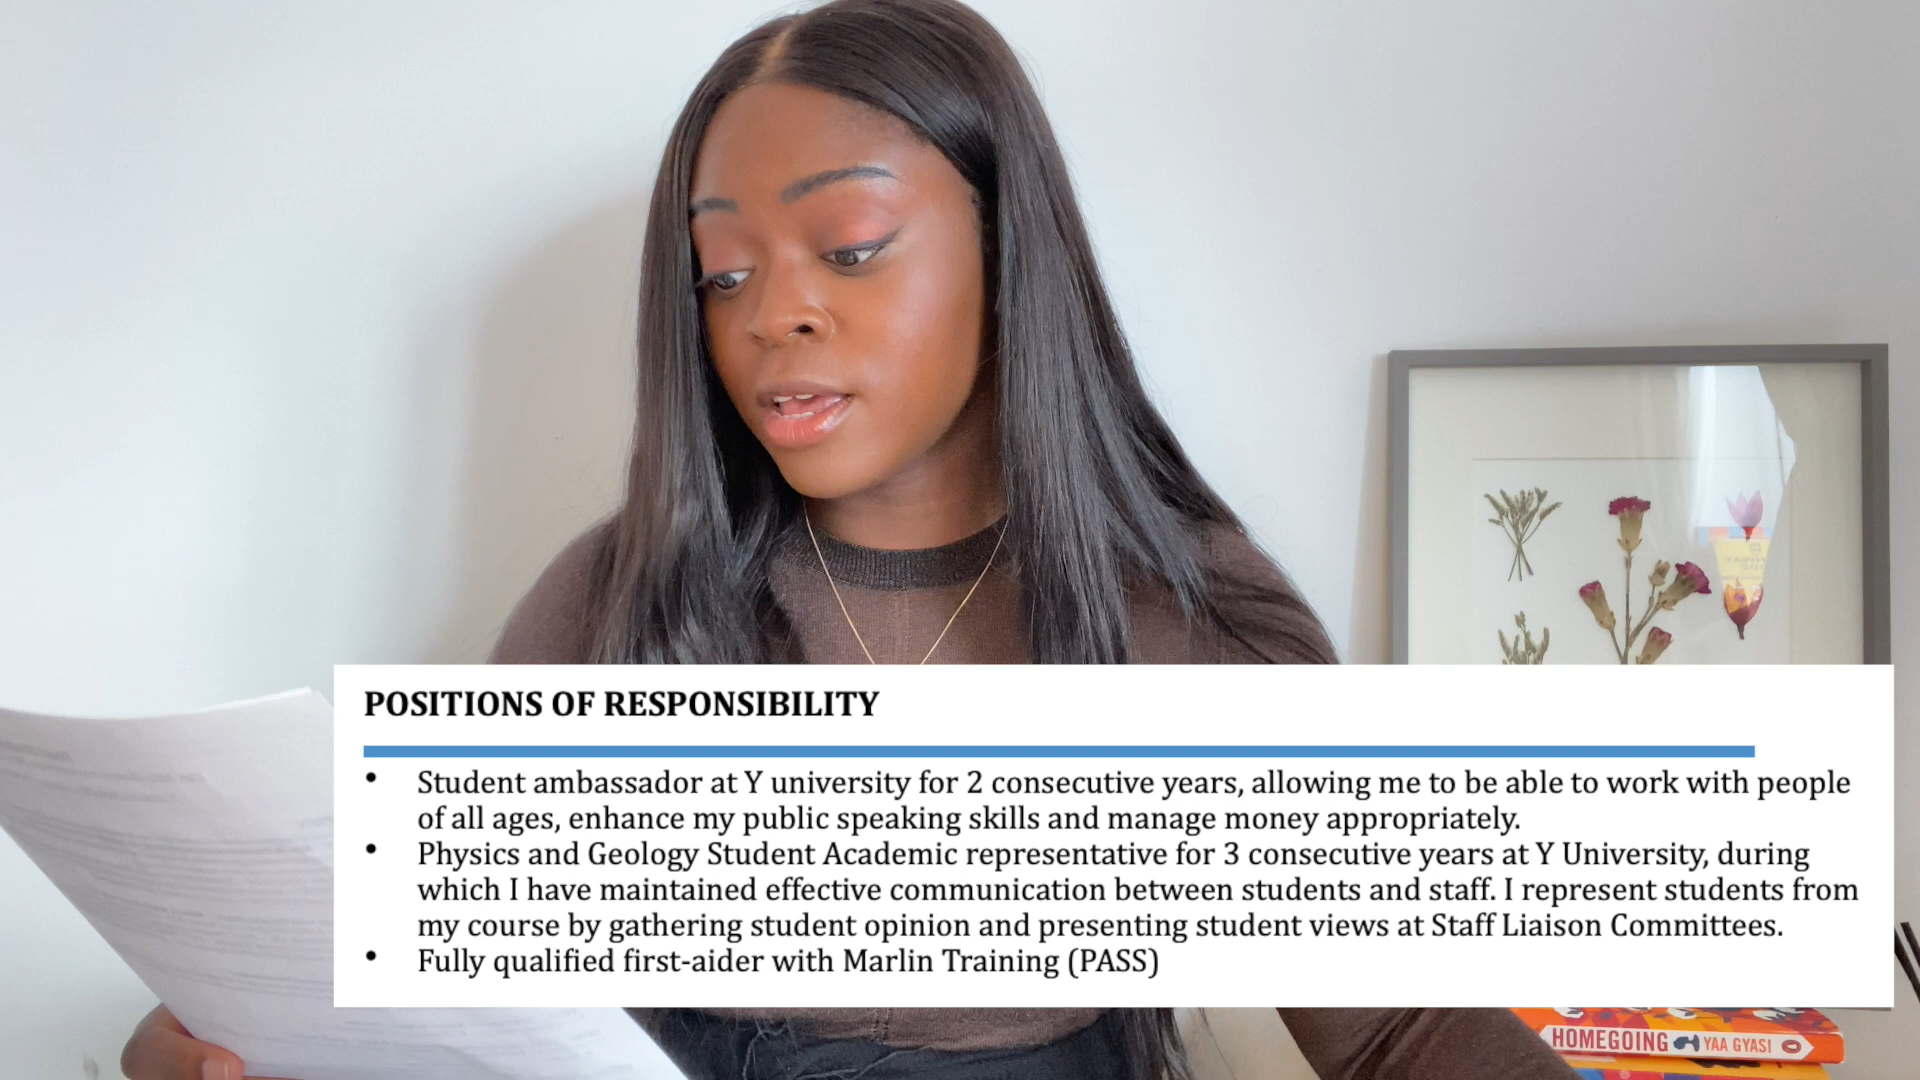 POSITIONS OF RESPONSIBILITY
• Student ambassador at Y university for 2 consecutive years, allowing me to be able to work with people
of all ages, enhance my public speaking skills and manage money appropriately.
• Physics and Geology Student Academic representative for 3 consecutive years at Y University, during
which I have maintained effective communication between students and staff. I represent students from
my course by gathering student opinion and presenting student views at Staff Liaison Committees.
• Fully qualified first-aider with Marlin Training (PASS)
HOMEGOING YAA GYASI